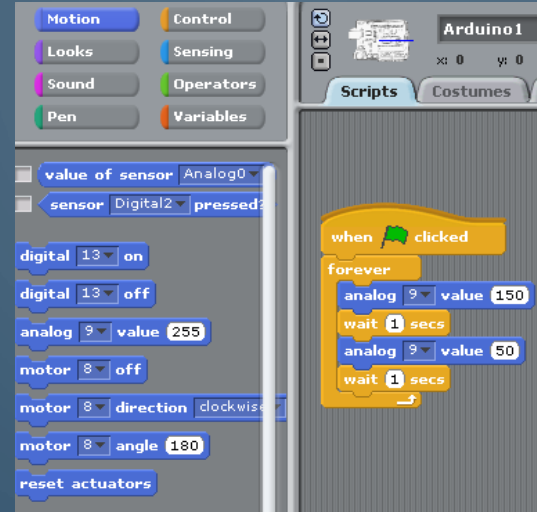 Motion Control
Looks Sensing
Sound Operators
Pen Variables
value of sensor Analog0
sensor Digital2 pressed?
digital 13 on
digital 13 off
analog 9 value 255
motor 8 off
motor 8 direction clockwise
motor 8 angle 180
reset actuators
Arduino1
x: 0 y: 0
Scripts Costumes
when clicked
forever
analog 9 value 150
wait 1 secs
analog 9 value 50
wait 1 secs